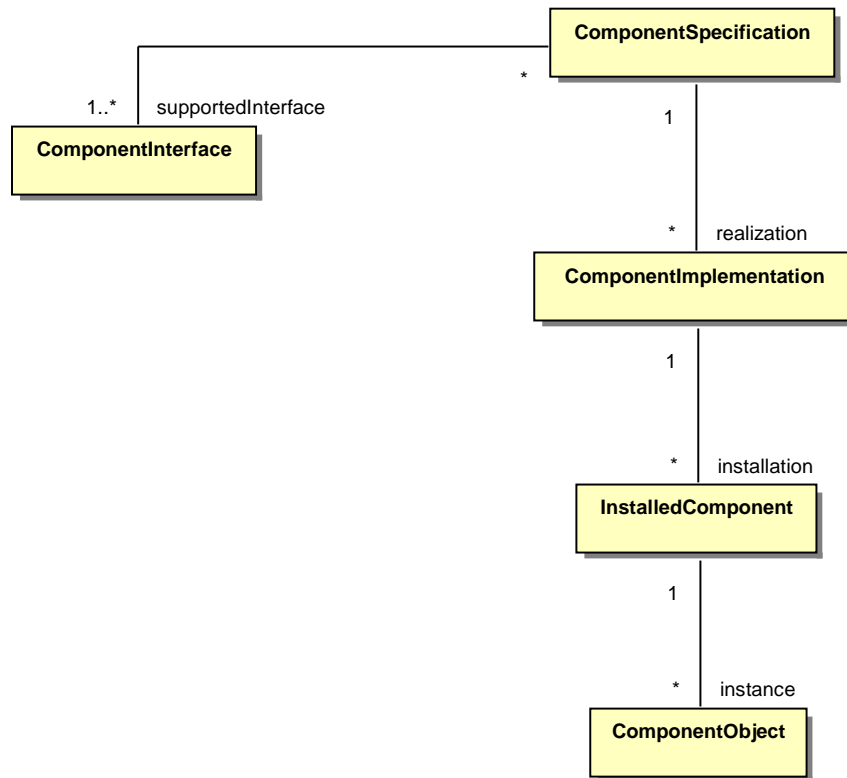 ComponentSpecification
*
1..* supportedInterface
1
ComponentInterface
* realization
ComponentImplementation
1
* installation
InstalledComponent
1
* instance
ComponentObject